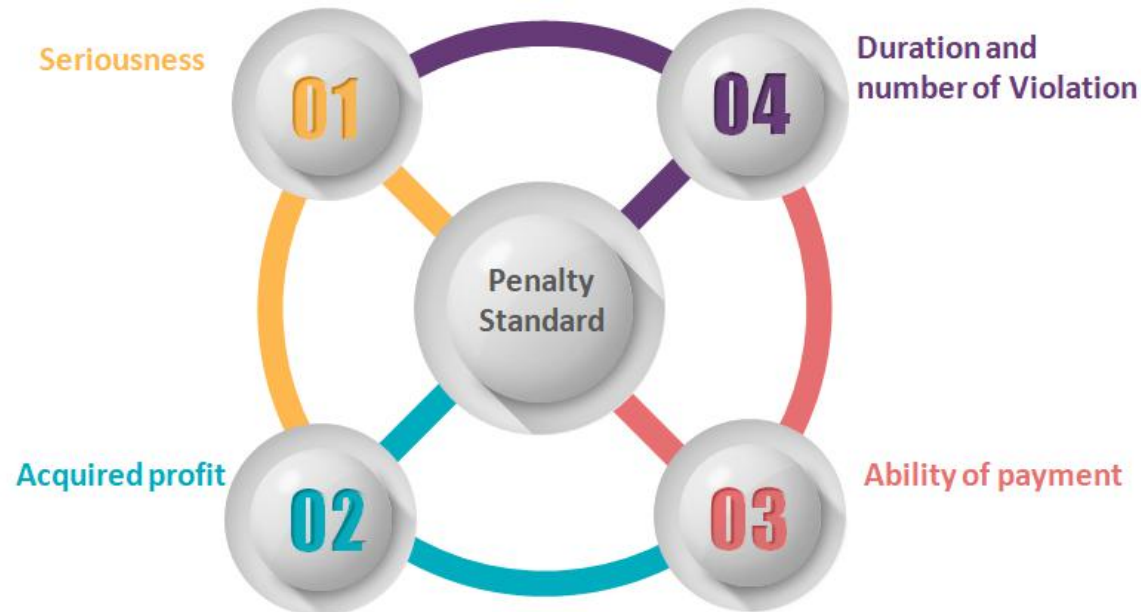 Seriousness
01
04
Duration and
number of Violation
Penalty
Standard
Acquired profit
02
03
Ability of payment